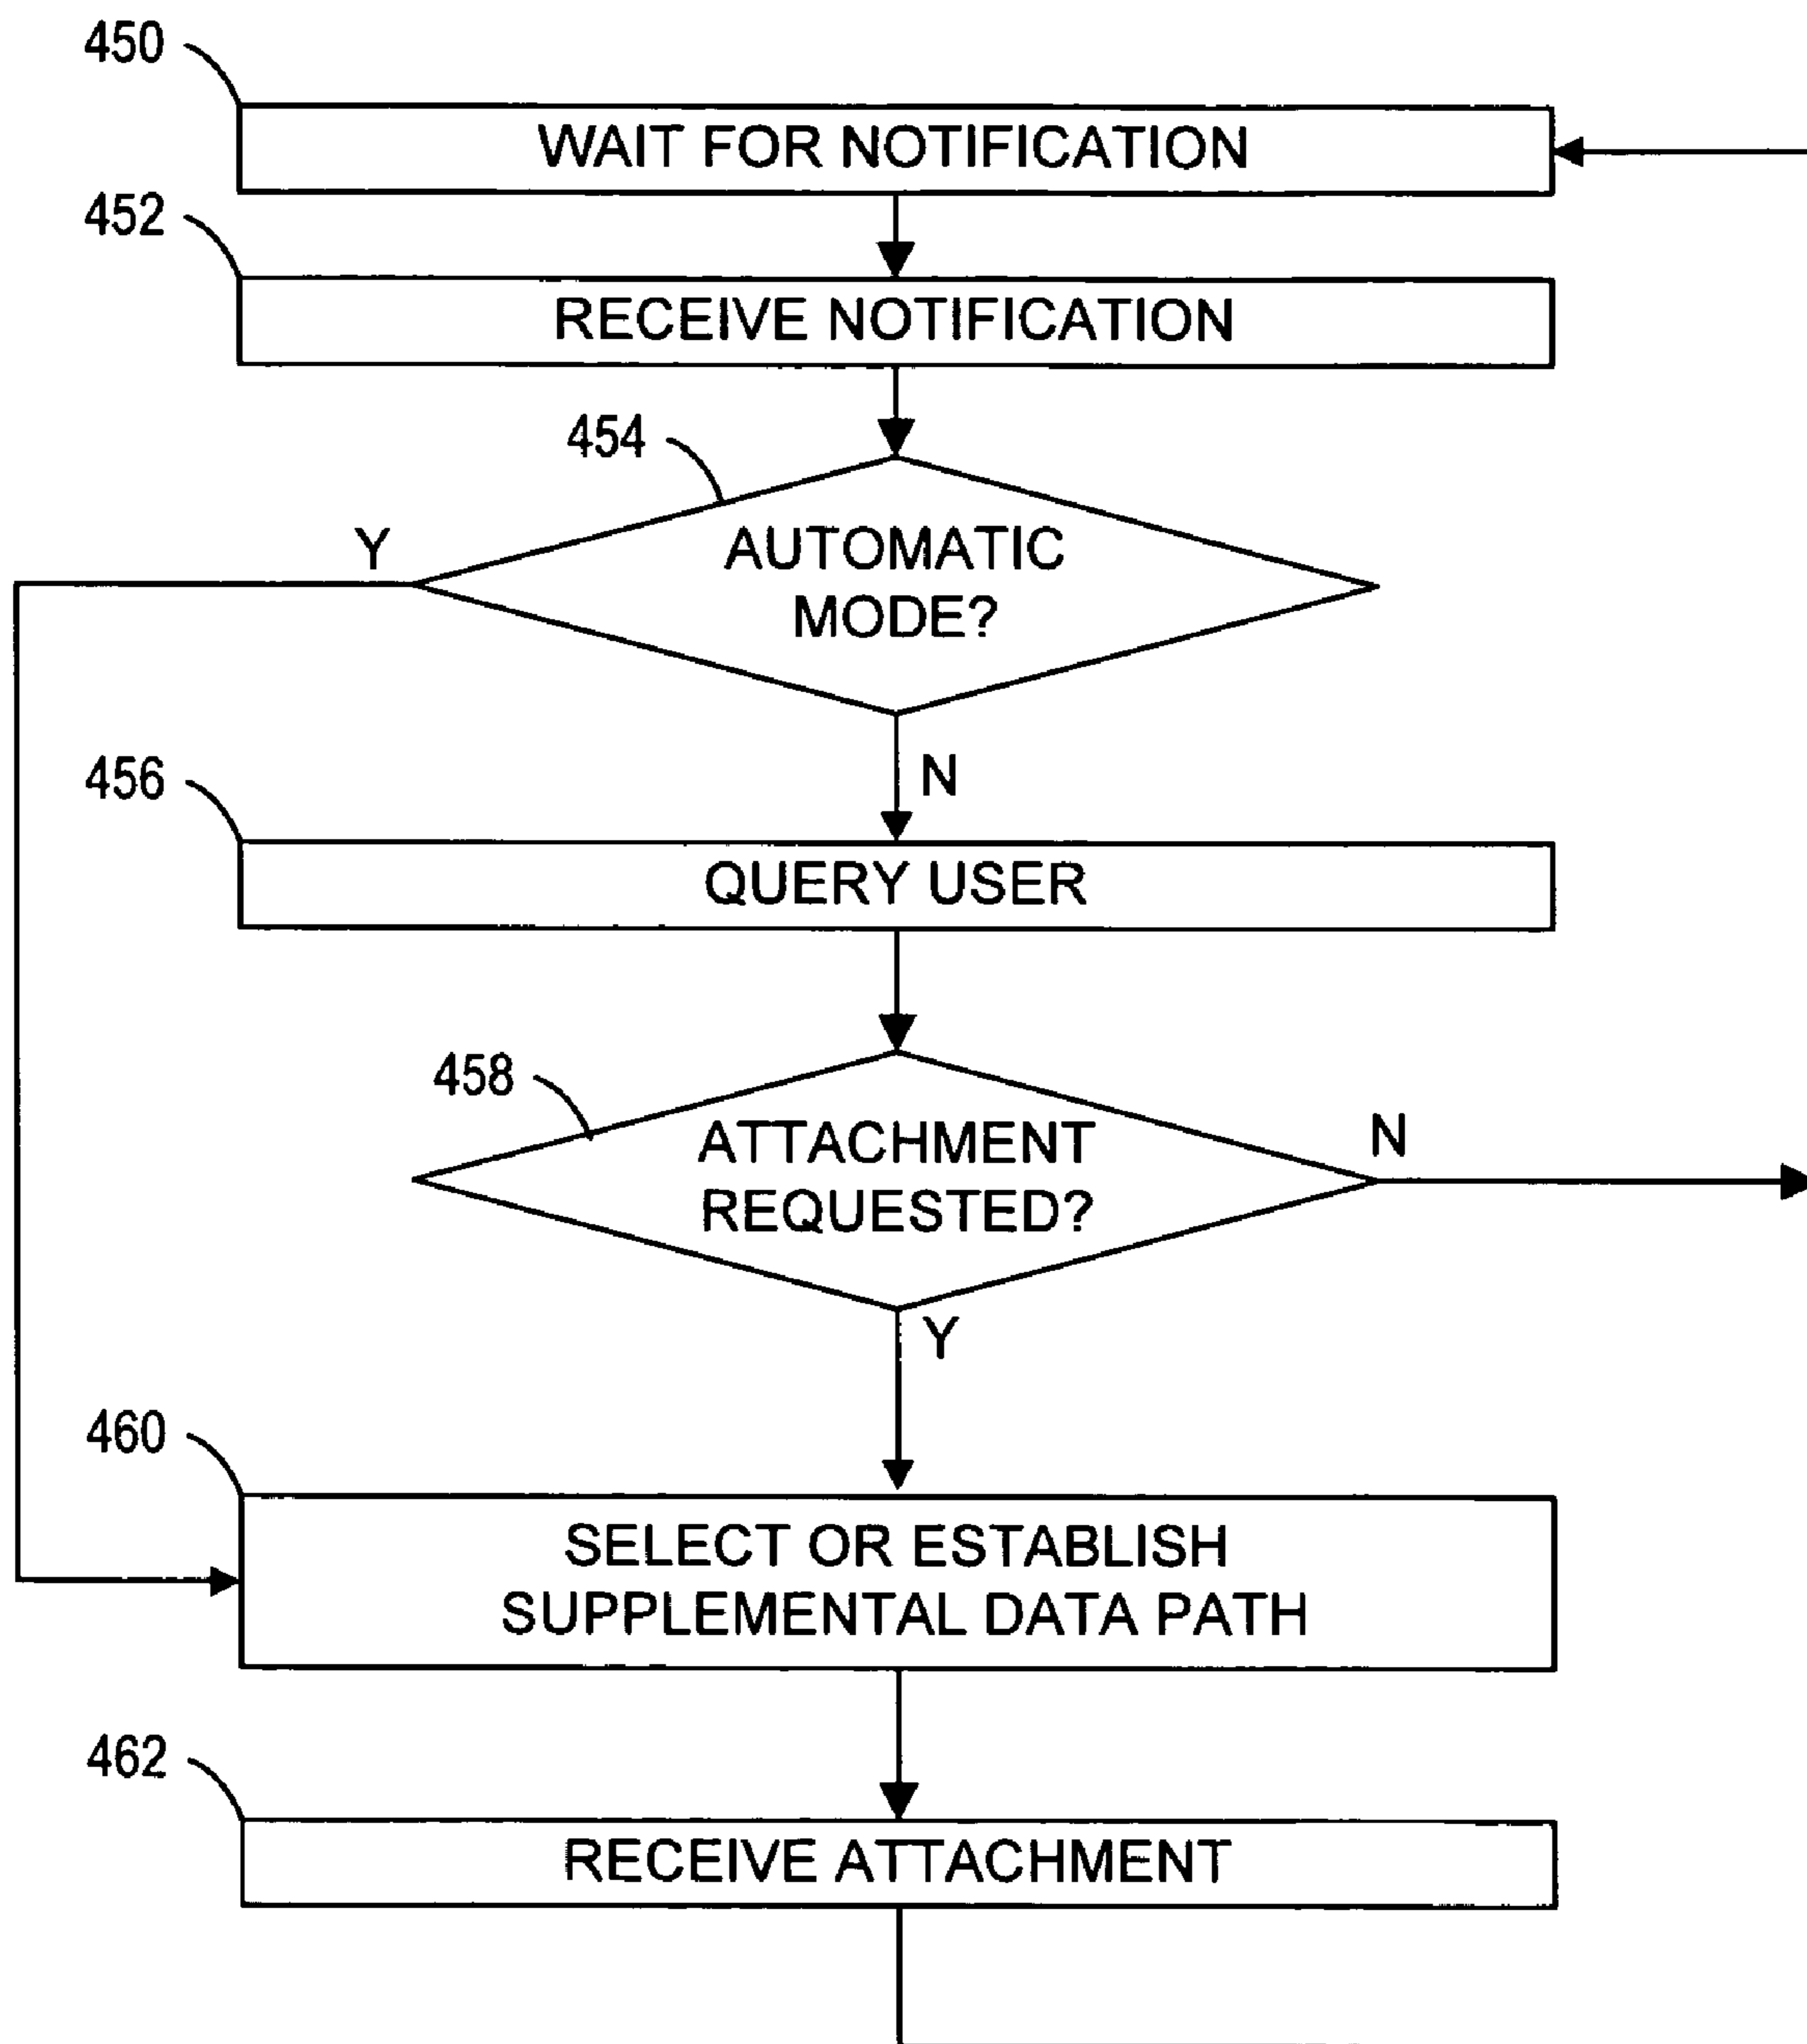 450
WAIT FOR NOTIFICATION
452
RECEIVE NOTIFICATION
454
AUTOMATIC
MODE?
Y
N
456
QUERY USER
458
ATTACHMENT
REQUESTED?
N
Y
460
SELECT OR ESTABLISH
SUPPLEMENTAL DATA PATH
462
RECEIVE ATTACHMENT